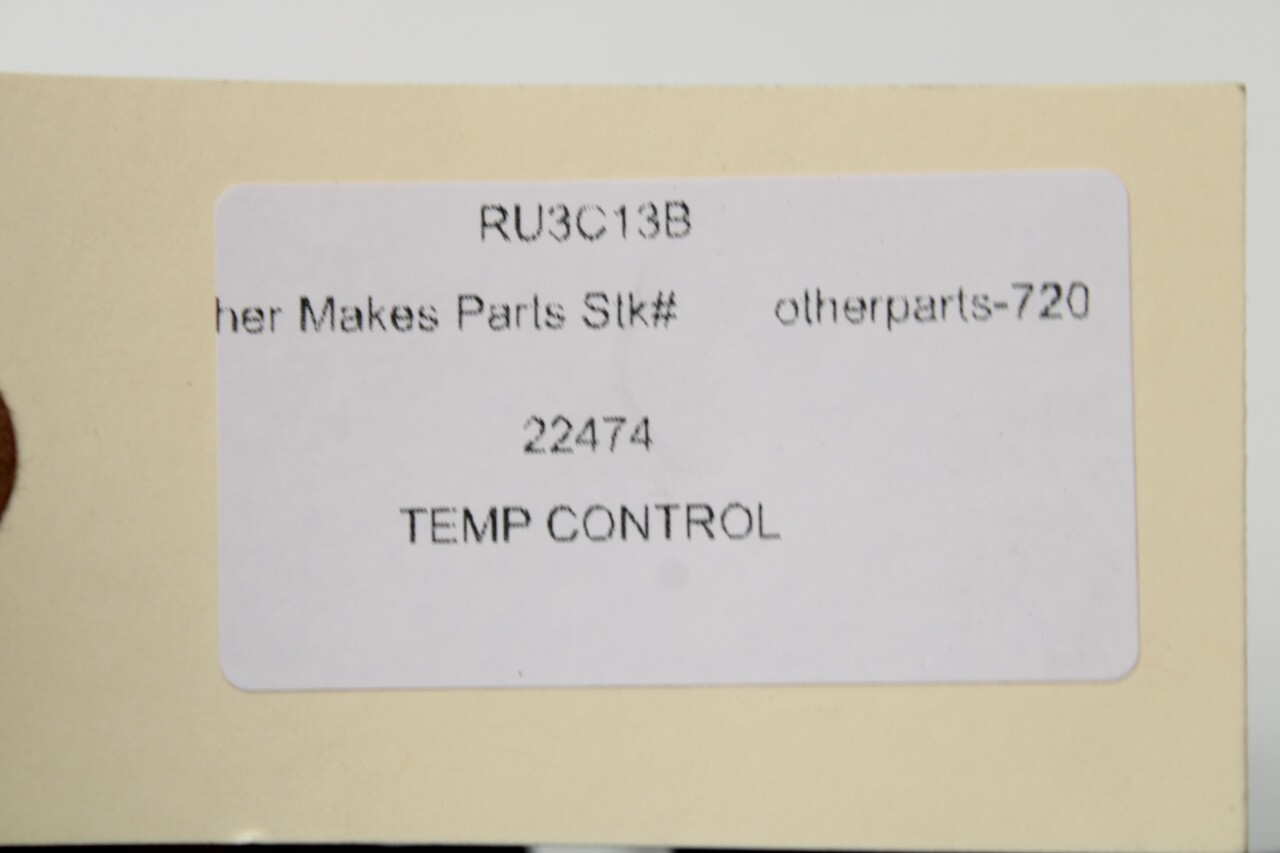 RU3C13B
her Makes Parts Stk# otherparts-720
22474
TEMP CONTROL